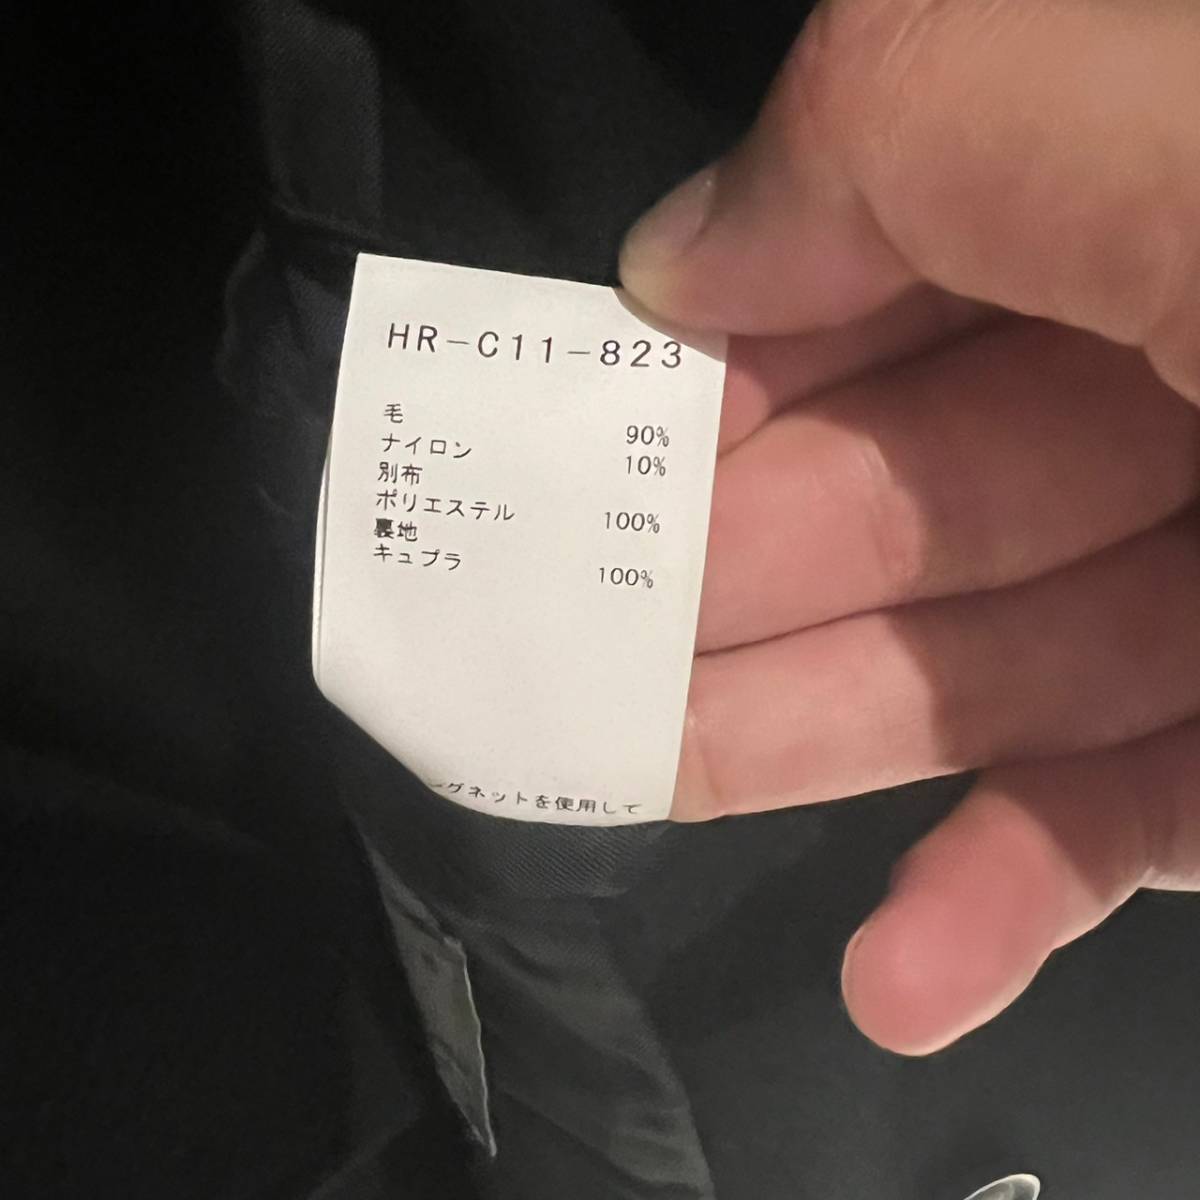 HR-C11-823
毛 90%
ナイロン 10%
別布
ポリエステル 100%
裏地
キュプラ 100%
グネットを使用して